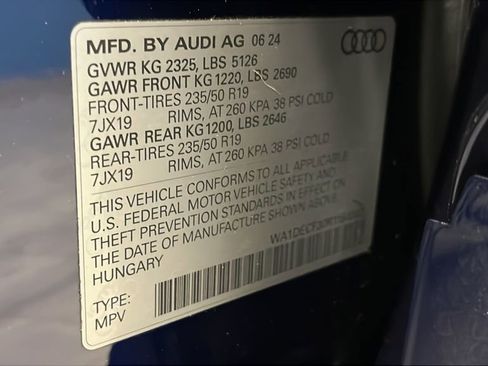 MFD. BY AUDI AG 06 24
GVWR KG 2325, LBS 5126
GAWR FRONT KG 1220, LBS 2690
FRONT-TIRES 235/50 R19
7JX19 RIMS, AT 260 KPA 38 PSI COLD
GAWR REAR KG1200, LBS 2646
REAR-TIRES 235/50 R19
7JX19 RIMS, AT 260 KPA 38 PSI COLD
THIS VEHICLE CONFORMS TO ALL APPLICABLE
U.S. FEDERAL MOTOR VEHICLE SAFETY AND
THEFT PREVENTION STANDARDS IN EFFECT ON
THE DATE OF MANUFACTURE SHOWN ABOVE.
HUNGARY
TYPE:
MPV